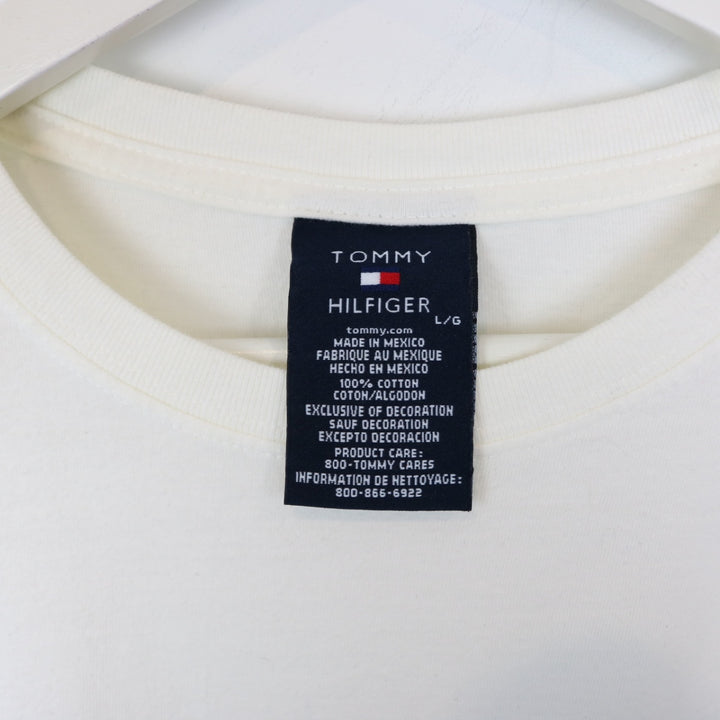 TOMMY
HILFIGER
L/G
tommy.com
MADE IN MEXICO
FABRIQUE AU MEXIQUE
HECHO EN MEXICO
100% COTTON
COTON/ALGODON
EXCLUSIVE OF DECORATION
SAUF DECORATION
EXCEPTO DECORACIÓN
PRODUCT CARE:
800-TOMMY CARES
INFORMATION DE NETTOYAGE:
800-866-6922